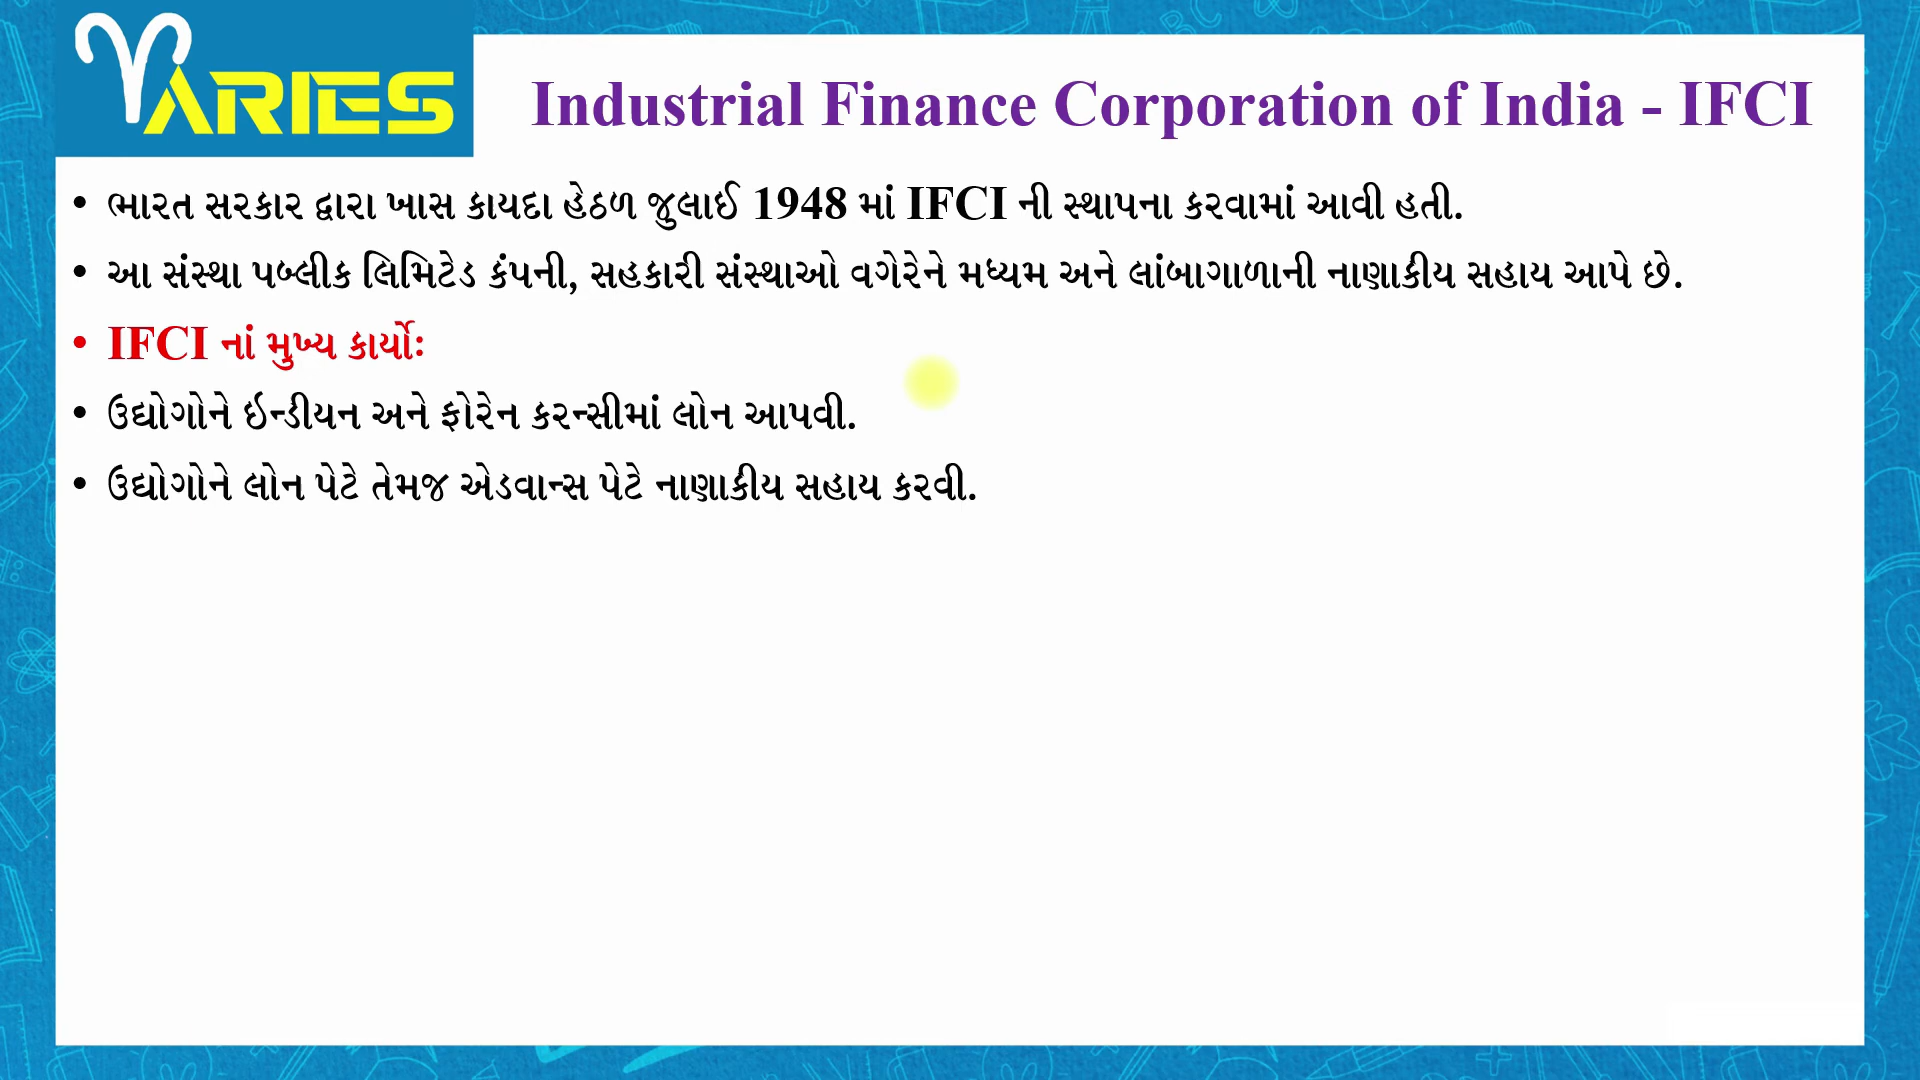 ARIES
Industrial Finance Corporation of India - IFCI
• ભારત સરકાર દ્વારા ખાસ કાયદા હેઠળ જુલાઈ 1948 માં IFCI ની સ્થાપના કરવામાં આવી હતી.
• આ સંસ્થા પબ્લીક લિમિટેડ કંપની, સહકારી સંસ્થાઓ વગેરેને મધ્યમ અને લાંબાગાળાની નાણાકીય સહાય આપે છે.
• IFCI નાં મુખ્ય કાર્યોઃ
• ઉદ્યોગોને ઇન્ડીયન અને ફોરેન કરન્સીમાં લોન આપવી.
• ઉદ્યોગોને લોન પેટે તેમજ એડવાન્સ પેટે નાણાકીય સહાય કરવી.